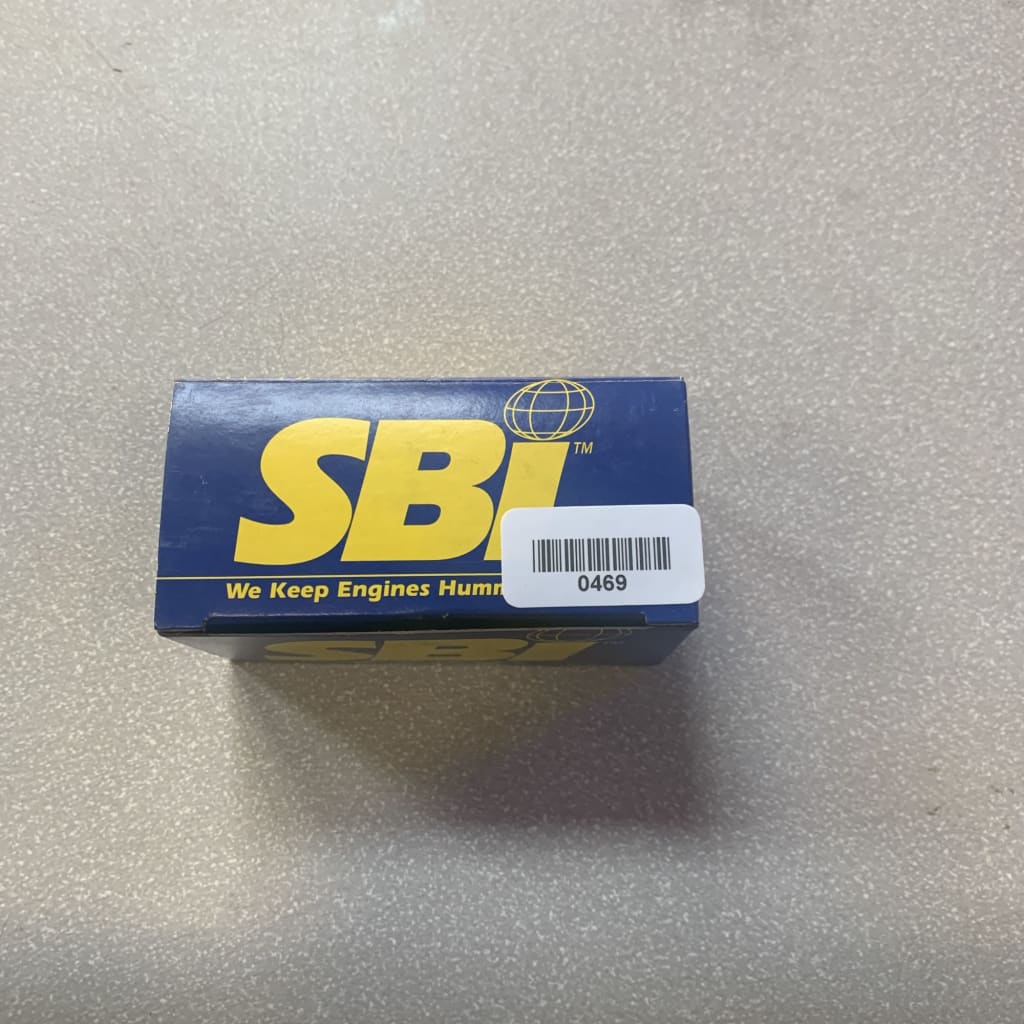 SBI™
We Keep Engines Humm
0469
SBI